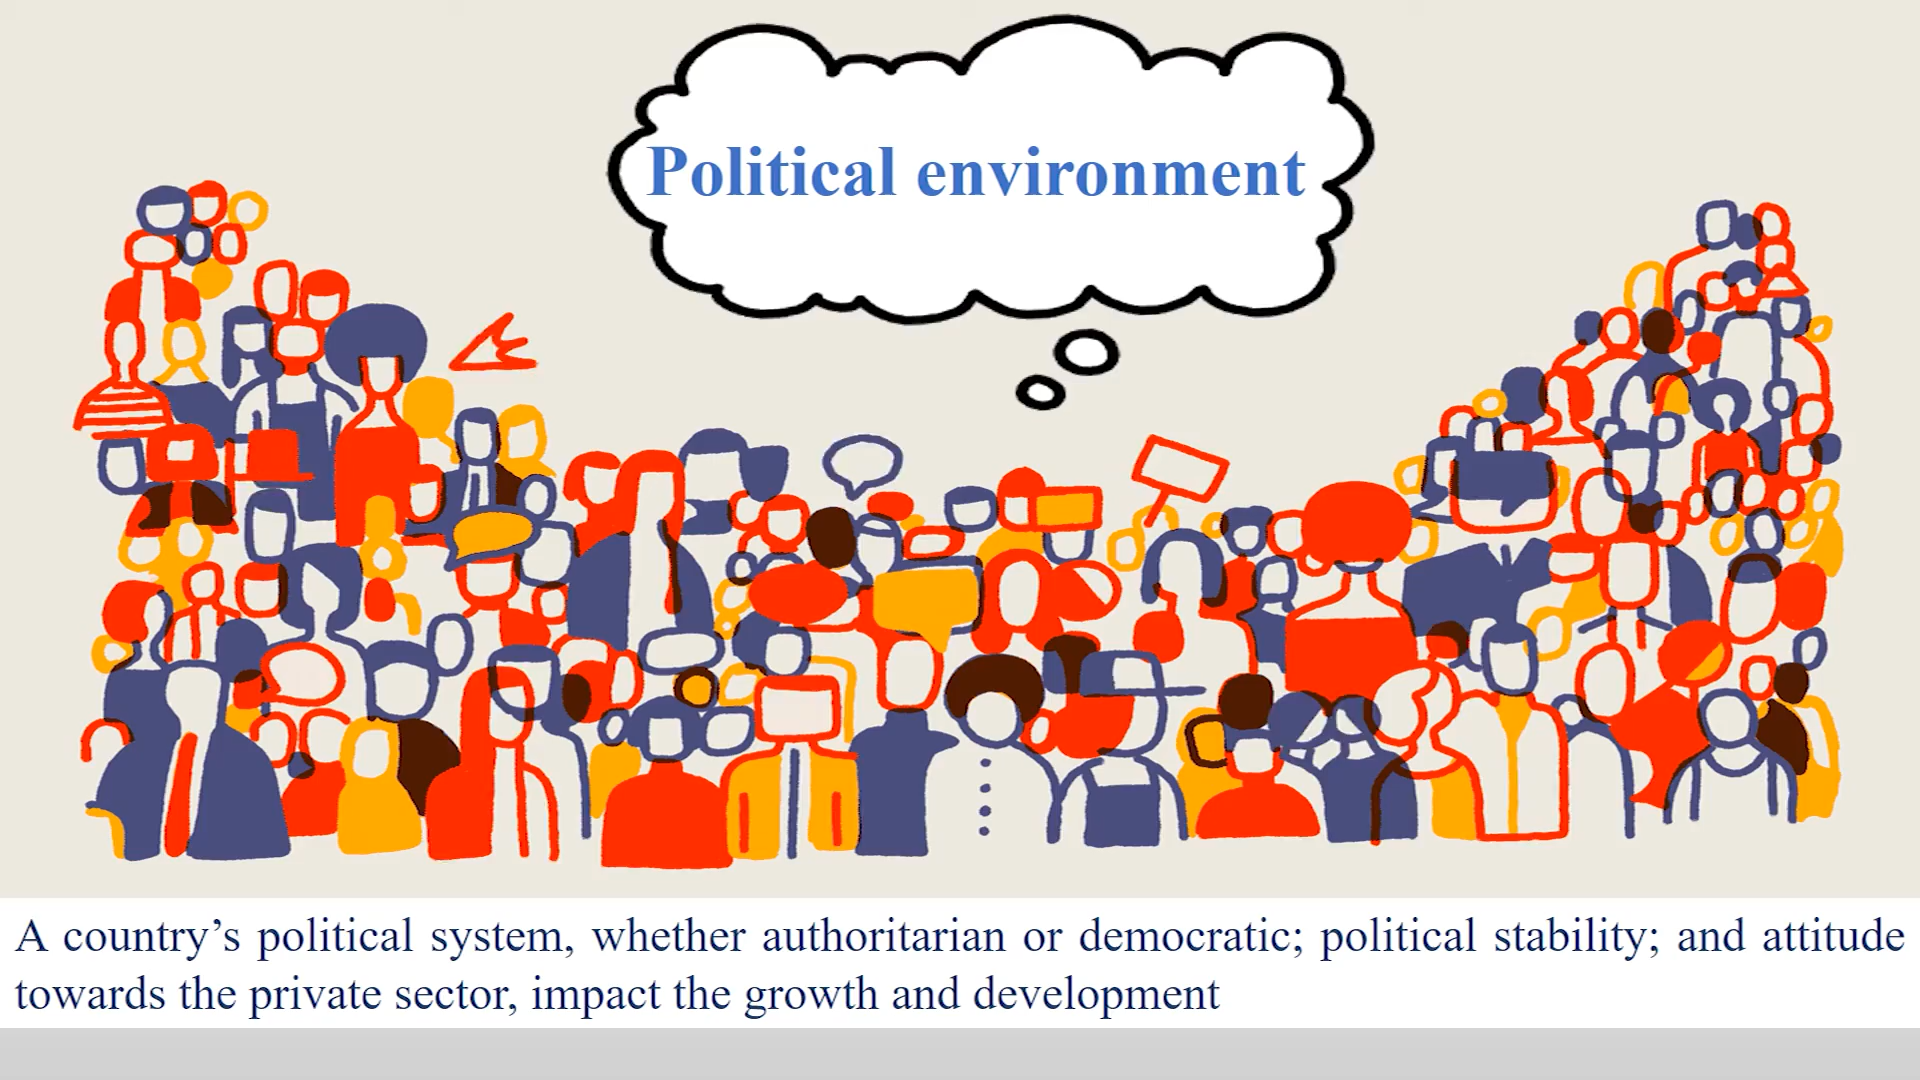 Political environment
A country’s political system, whether authoritarian or democratic; political stability; and attitude
towards the private sector, impact the growth and development